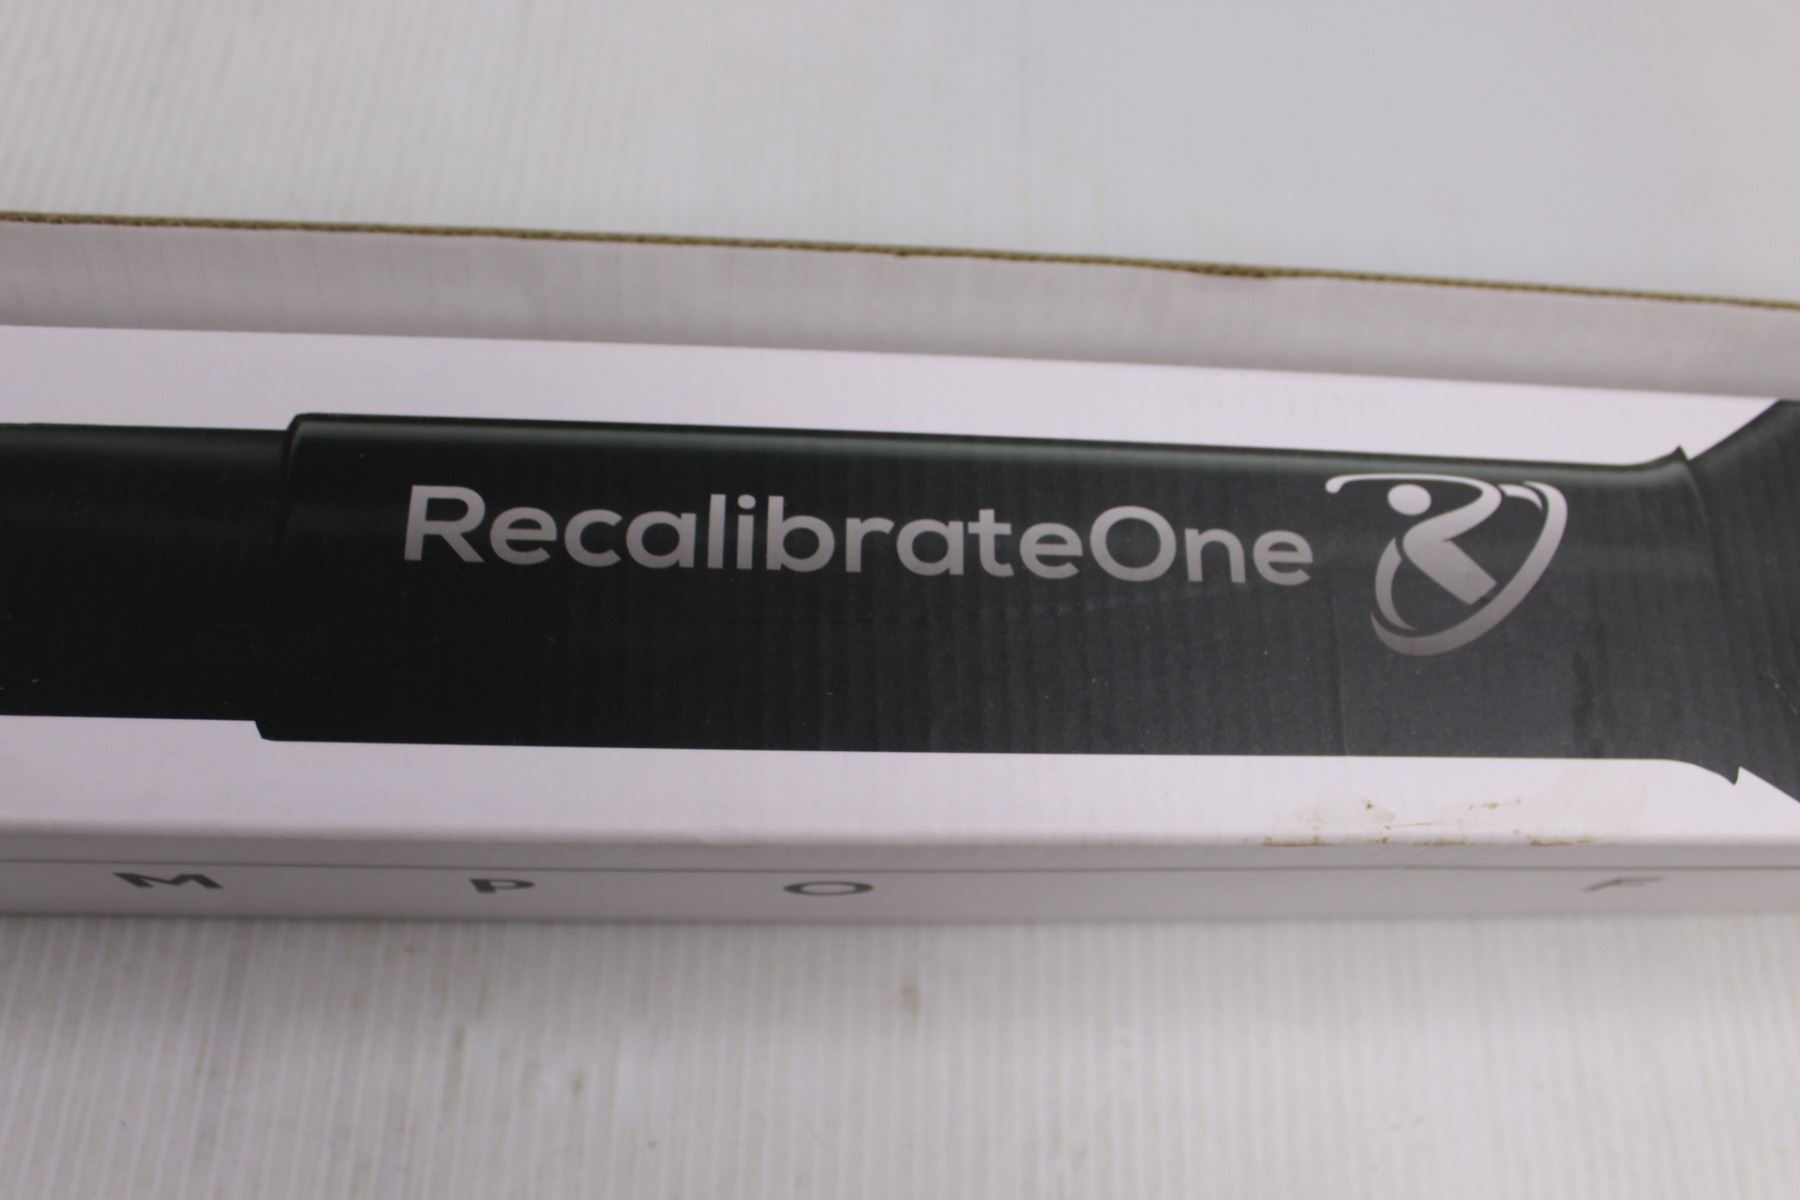 RecalibrateOne
M P O F